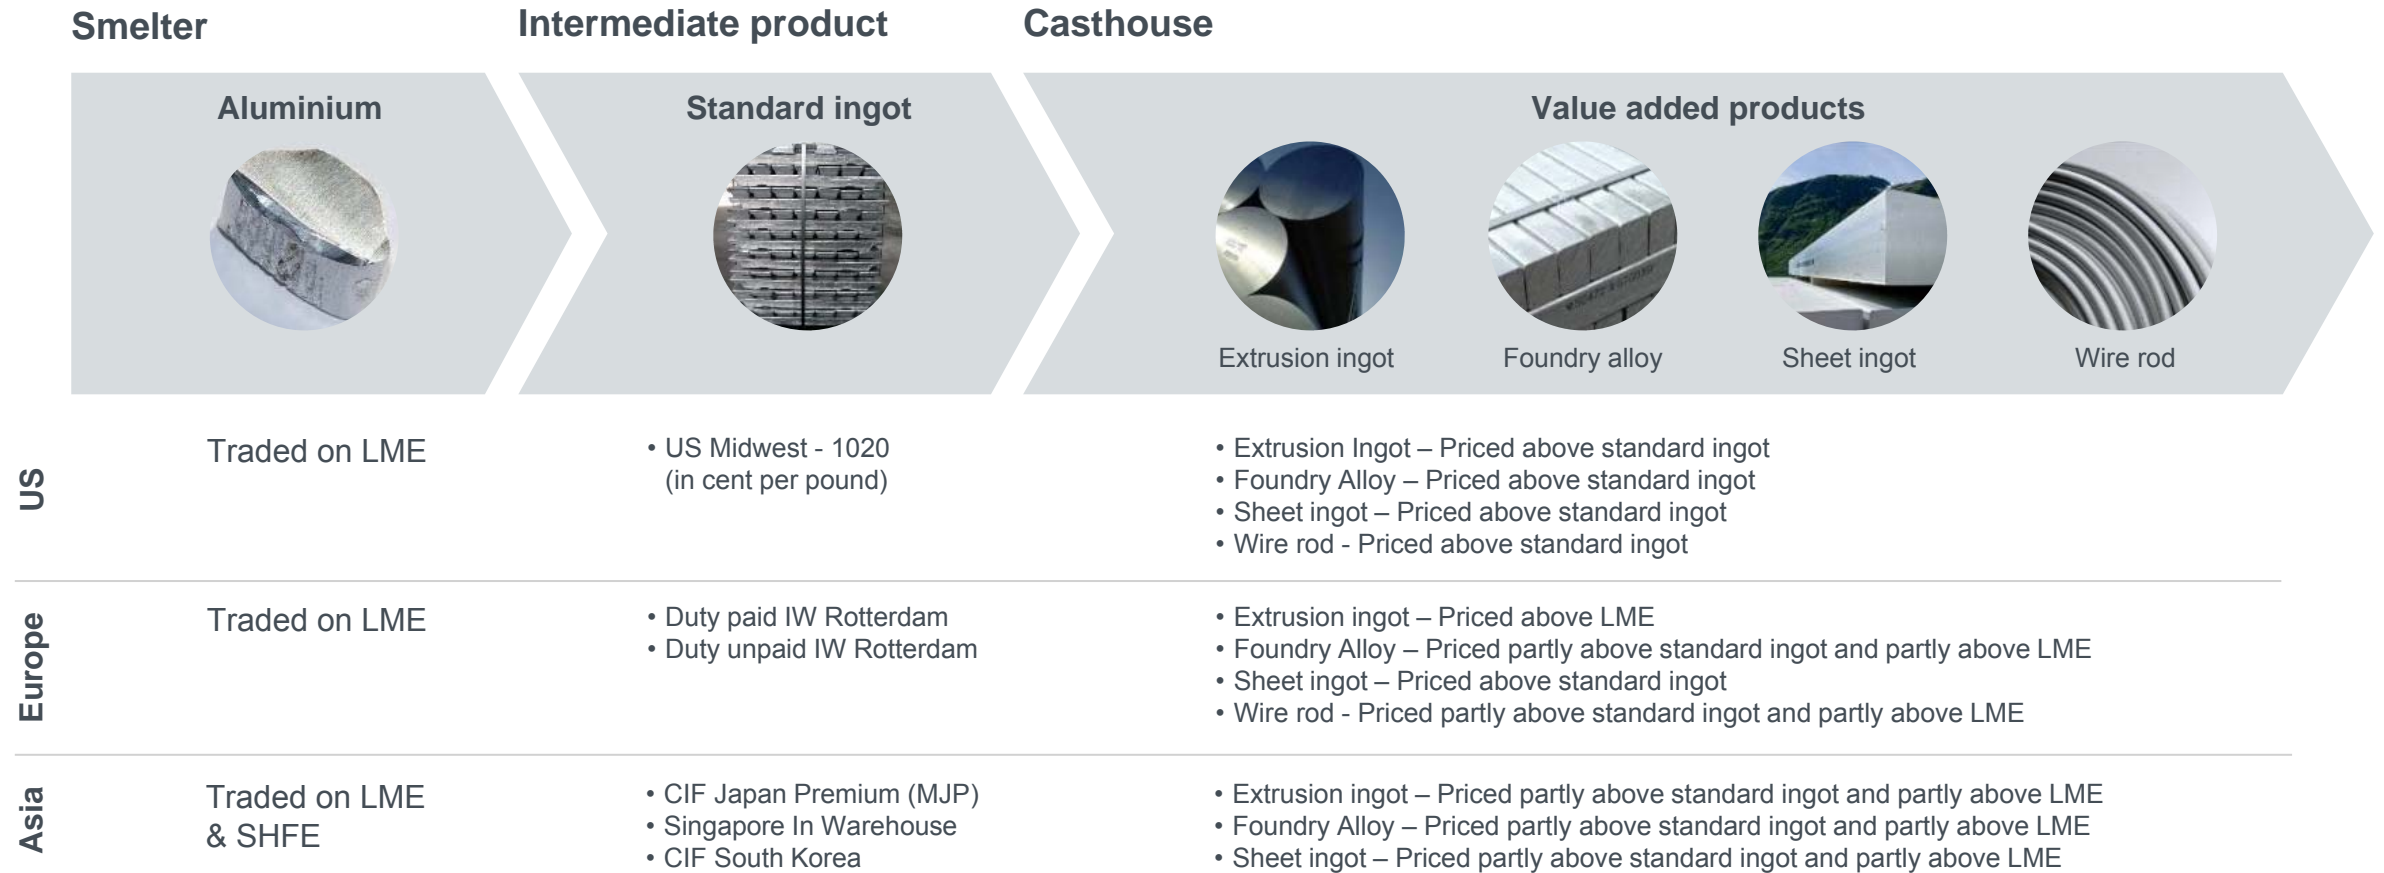 Smelter
Intermediate product
Casthouse
Aluminium
Standard ingot
Value added products
Extrusion ingot
Foundry alloy
Sheet ingot
Wire rod
US
Traded on LME
• US Midwest - 1020
(in cent per pound)
• Extrusion Ingot – Priced above standard ingot
• Foundry Alloy – Priced above standard ingot
• Sheet ingot – Priced above standard ingot
• Wire rod - Priced above standard ingot
Europe
Traded on LME
• Duty paid IW Rotterdam
• Duty unpaid IW Rotterdam
• Extrusion ingot – Priced above LME
• Foundry Alloy – Priced partly above standard ingot and partly above LME
• Sheet ingot – Priced above standard ingot
• Wire rod - Priced partly above standard ingot and partly above LME
Asia
Traded on LME
& SHFE
• CIF Japan Premium (MJP)
• Singapore In Warehouse
• CIF South Korea
• Extrusion ingot – Priced partly above standard ingot and partly above LME
• Foundry Alloy – Priced partly above standard ingot and partly above LME
• Sheet ingot – Priced partly above standard ingot and partly above LME